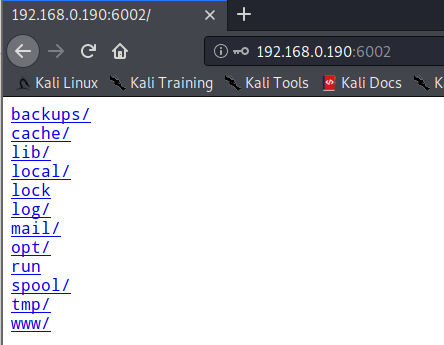 192.168.0.190:6002/
192.168.0.190:6002
Kali Linux Kali Training Kali Tools Kali Docs
backups/
cache/
lib/
local/
lock
log/
mail/
opt/
run
spool/
tmp/
www/